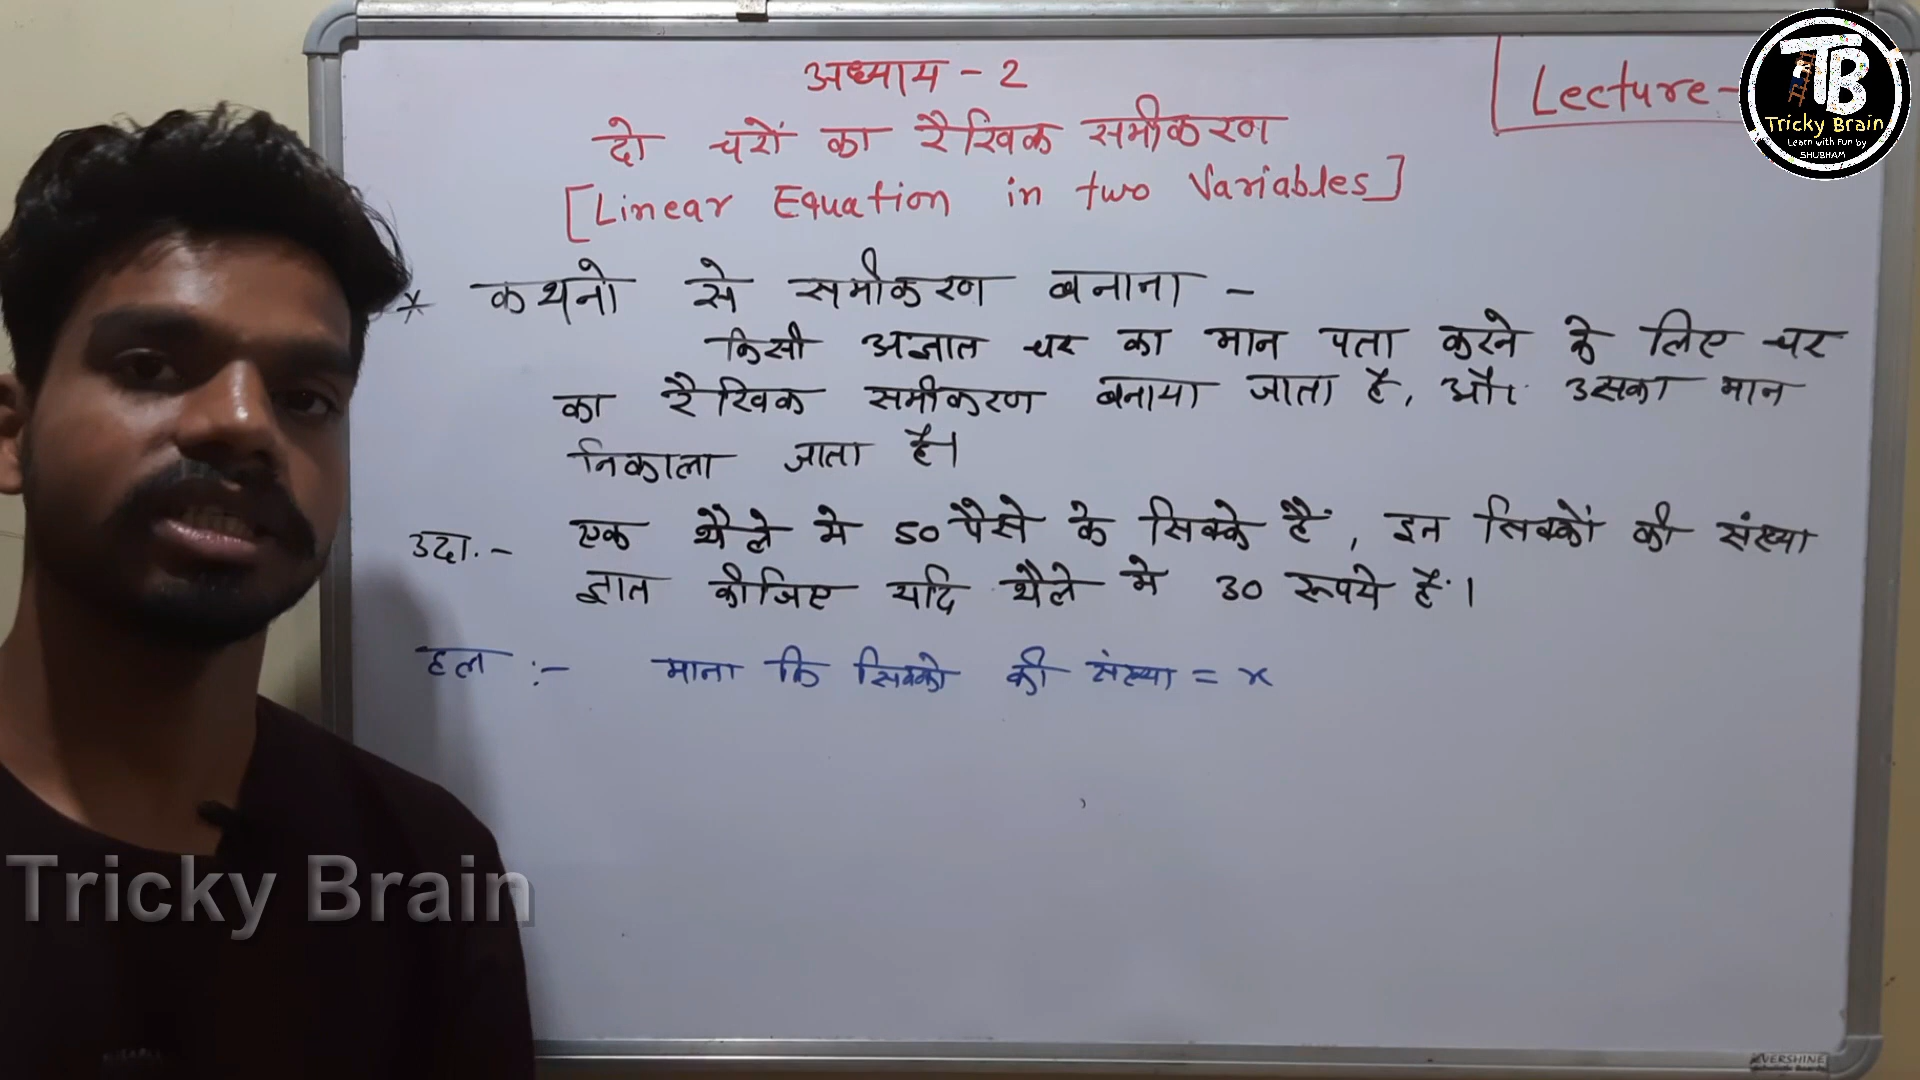 अध्याय - 2
दो चरों का रैखिक समीकरण
[Linear Equation in two Variables]
Lecture-
TB
Tricky Brain
Learn with Fun by
SHUBHAM
* कथनो से समीकरण बनाना -
किसी अज्ञात चर का मान पता करने के लिए चर
का रैखिक समीकरण बनाया जाता है, और उसका मान
निकाला जाता है।
उदा. - एक थैले मे 50 पैसे के सिक्के हैं, इन सिक्कों की संख्या
ज्ञात कीजिए यदि थैले मे 30 रूपये हैं।
हल :- माना कि सिक्को की संख्या = x
Tricky Brain
EVERSHINE